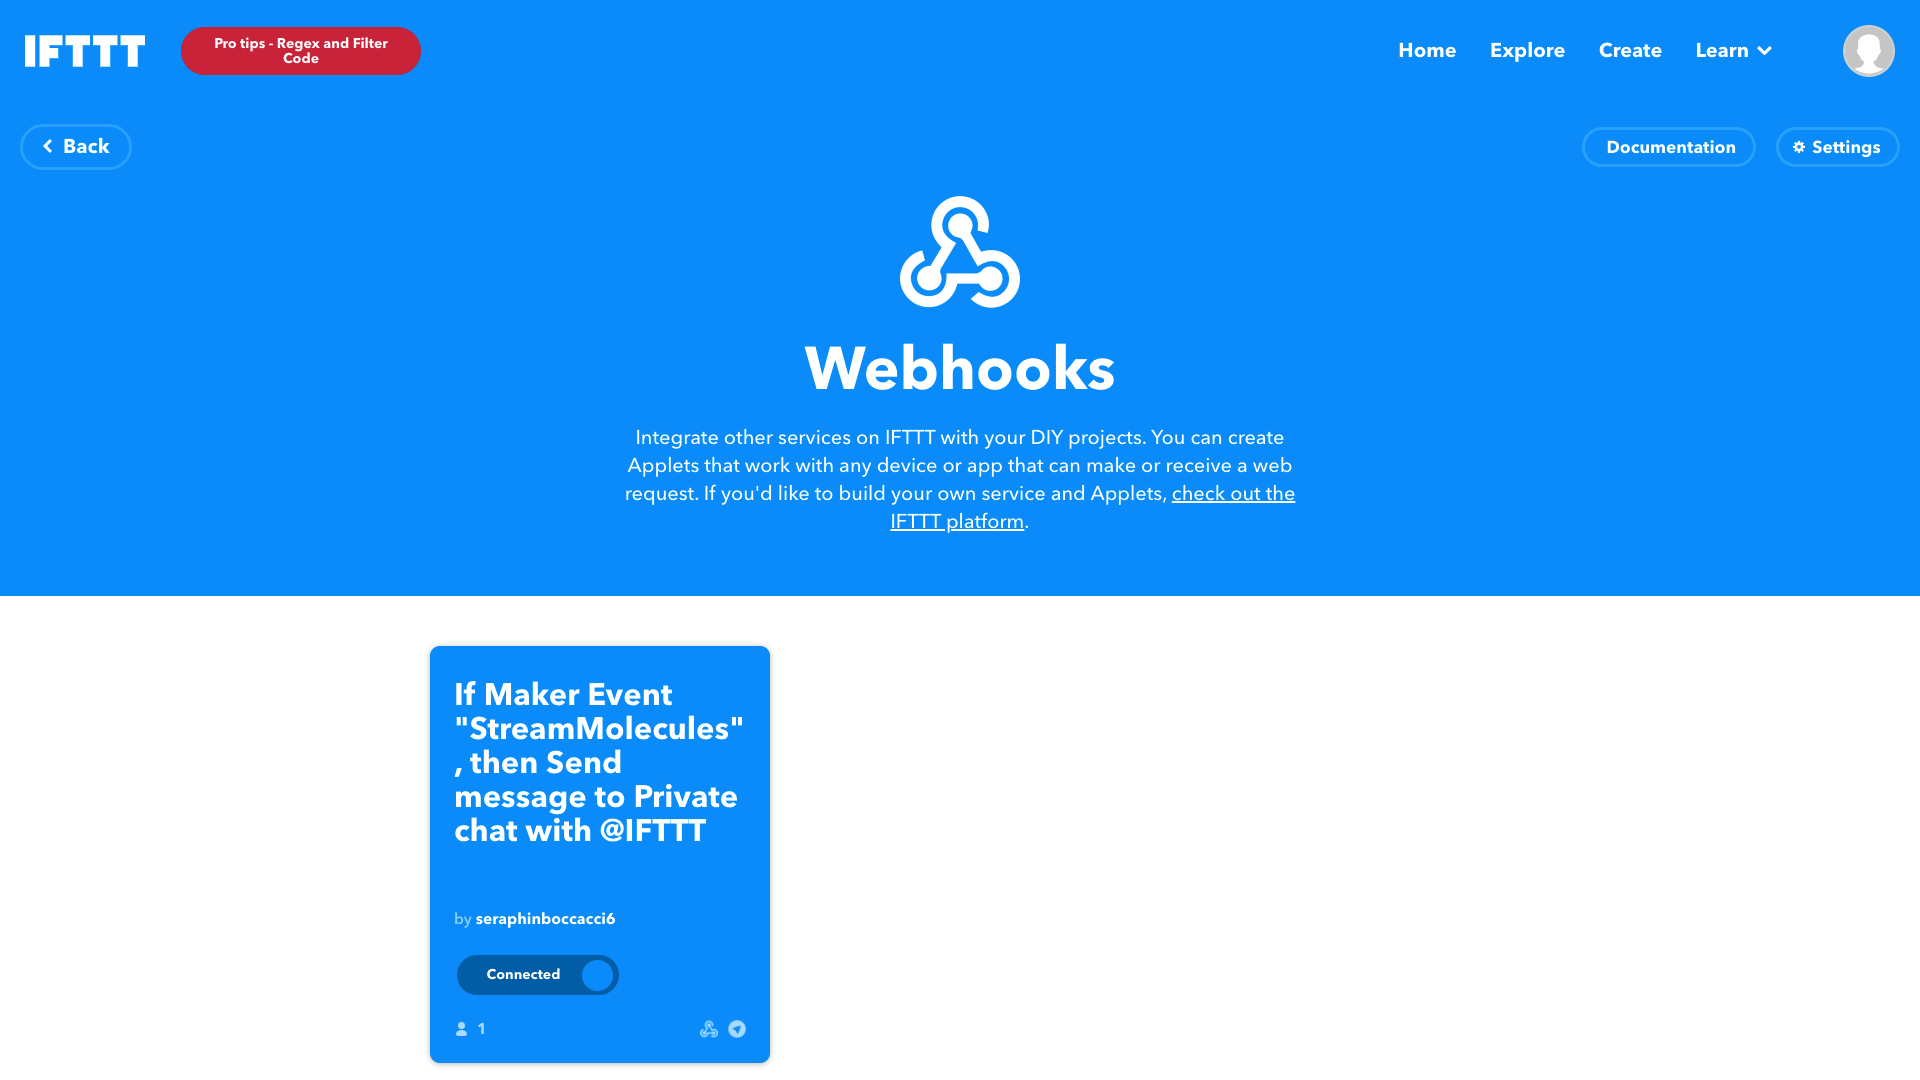 IFTTT
Pro tips - Regex and Filter
Code
Home
Explore
Create
Learn
Back
Documentation
Settings
Webhooks
Integrate other services on IFTTT with your DIY projects. You can create
Applets that work with any device or app that can make or receive a web
request. If you'd like to build your own service and Applets, check out the
IFTTT platform.
If Maker Event
"StreamMolecules"
, then Send
message to Private
chat with @IFTTT
by seraphinboccacci6
Connected
1